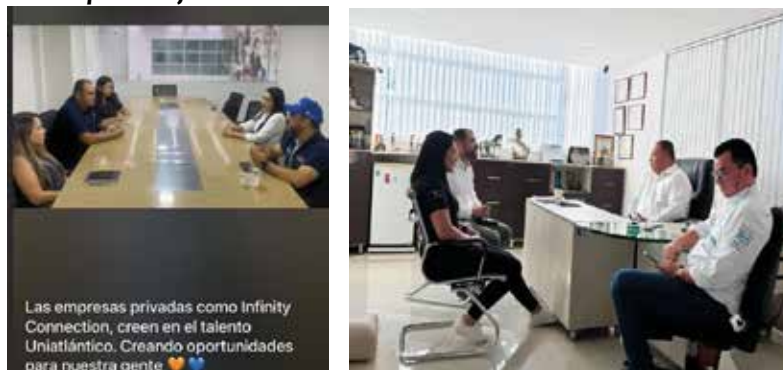 Las empresas privadas como Infinity
Connection, creen en el talento
Uniatlántico. Creando oportunidades
para nuestra gente 🧡💙